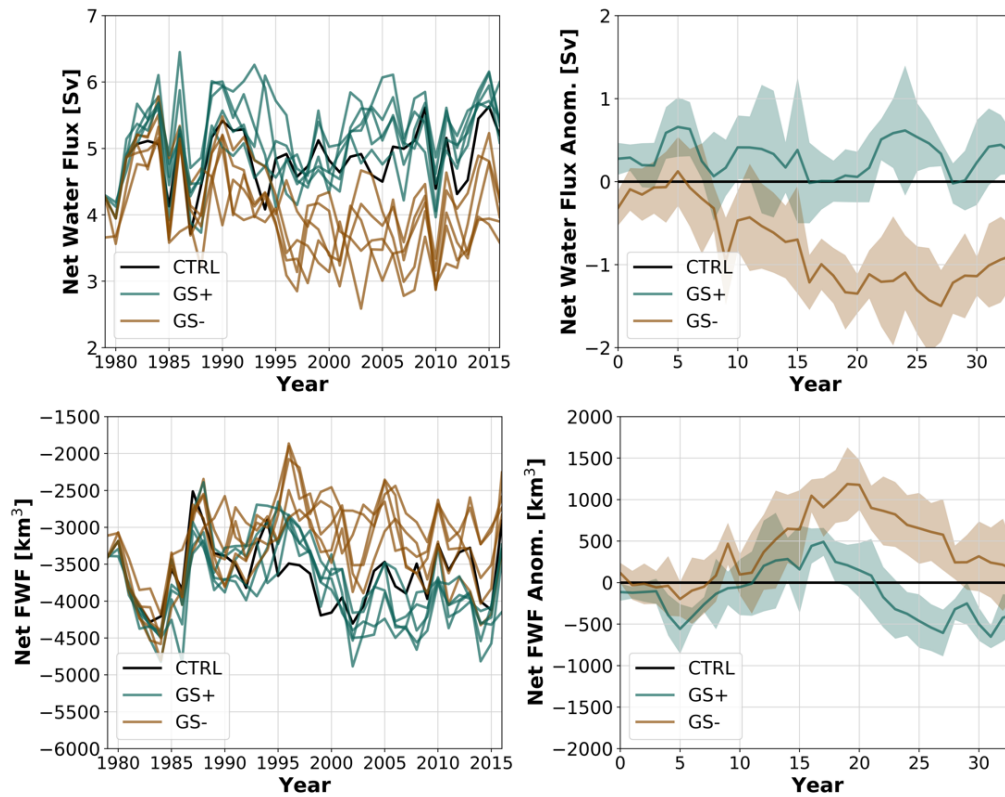 Net Water Flux [Sv]
7
6
5
4
3
2
CTRL
GS+
GS-
1980 1985 1990 1995 2000 2005 2010 2015
Year
Net Water Flux Anom. [Sv]
2
1
0
−1
−2
CTRL
GS+
GS-
0 5 10 15 20 25 30
Year
Net FWF [km³]
−1500
−2000
−2500
−3000
−3500
−4000
−4500
−5000
−5500
−6000
CTRL
GS+
GS-
1980 1985 1990 1995 2000 2005 2010 2015
Year
Net FWF Anom. [km³]
2000
1500
1000
500
0
−500
−1000
−1500
−2000
CTRL
GS+
GS-
0 5 10 15 20 25 30
Year